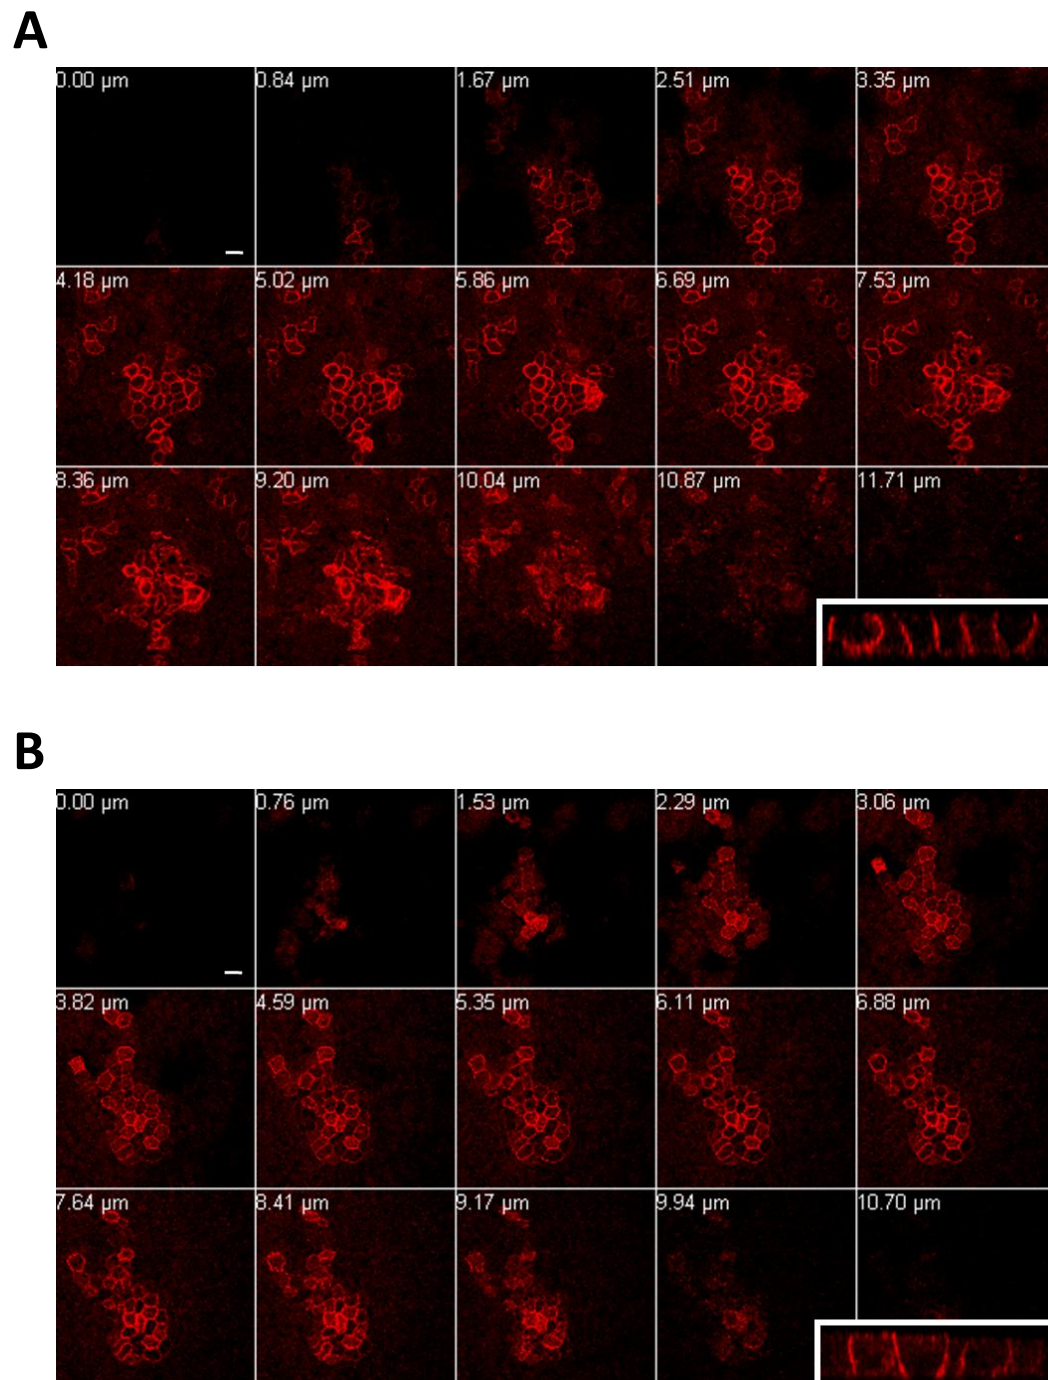 A
0.00 µm
0.84 µm
1.67 µm
2.51 µm
3.35 µm
4.18 µm
5.02 µm
5.86 µm
6.69 µm
7.53 µm
8.36 µm
9.20 µm
10.04 µm
10.87 µm
11.71 µm
B
0.00 µm
0.76 µm
1.53 µm
2.29 µm
3.06 µm
3.82 µm
4.59 µm
5.35 µm
6.11 µm
6.88 µm
7.64 µm
8.41 µm
9.17 µm
9.94 µm
10.70 µm